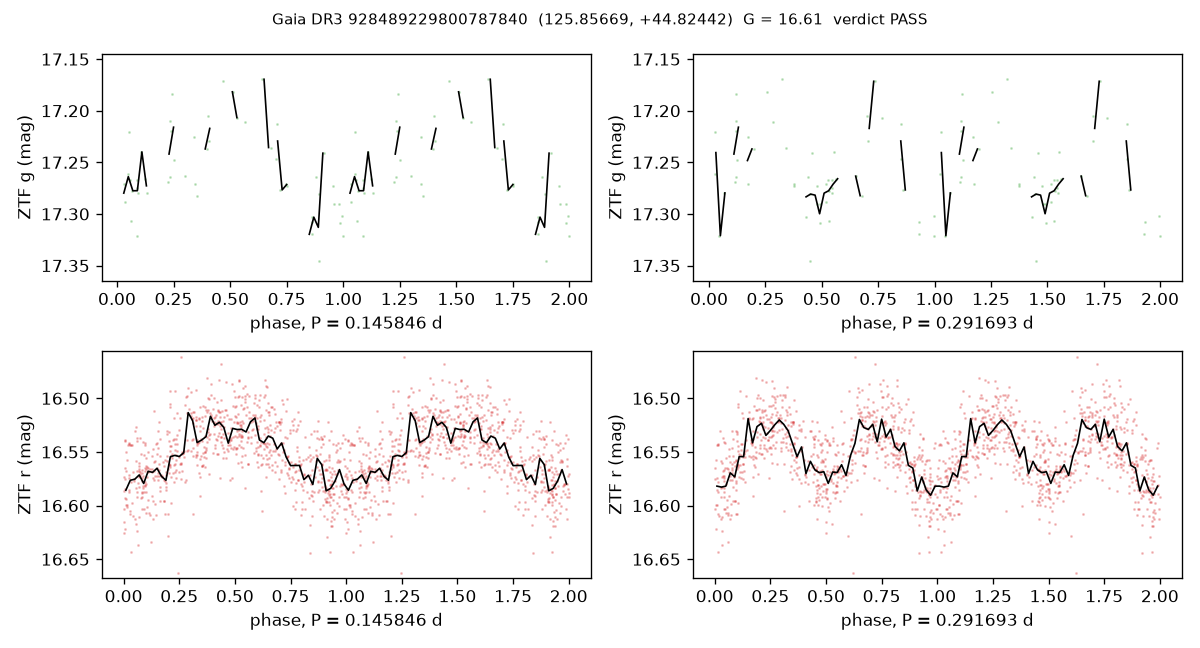 Gaia DR3 928489229800787840 (125.85669, +44.82442) G = 16.61 verdict PASS
ZTF g (mag)
17.15
17.20
17.25
17.30
17.35
0.00 0.25 0.50 0.75 1.00 1.25 1.50 1.75 2.00
phase, P = 0.145846 d
ZTF g (mag)
17.15
17.20
17.25
17.30
17.35
0.00 0.25 0.50 0.75 1.00 1.25 1.50 1.75 2.00
phase, P = 0.291693 d
ZTF r (mag)
16.50
16.55
16.60
16.65
0.00 0.25 0.50 0.75 1.00 1.25 1.50 1.75 2.00
phase, P = 0.145846 d
ZTF r (mag)
16.50
16.55
16.60
16.65
0.00 0.25 0.50 0.75 1.00 1.25 1.50 1.75 2.00
phase, P = 0.291693 d